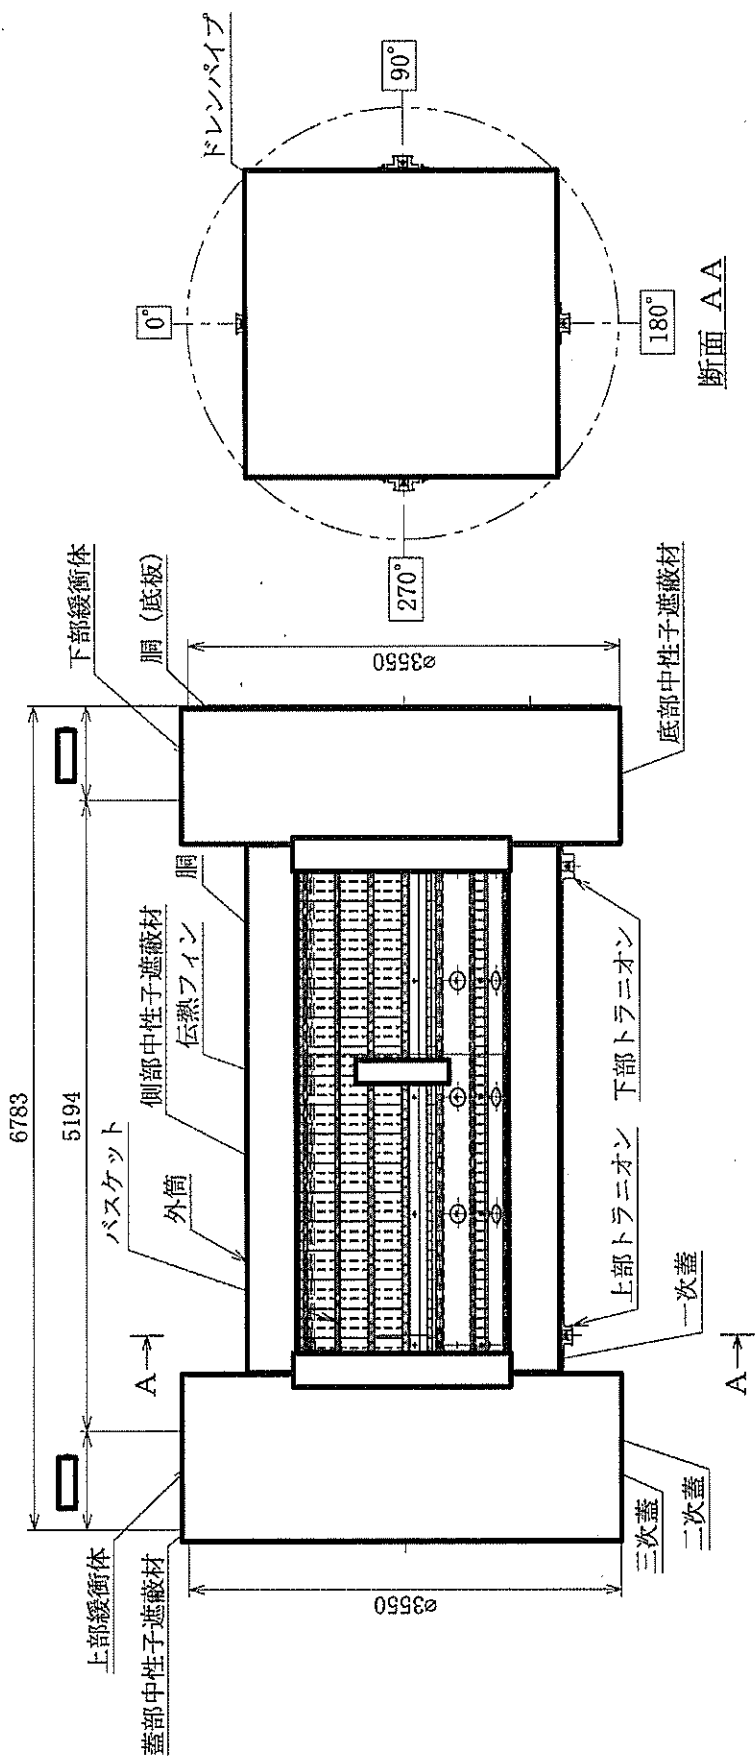 6783
5194
バスケット
外筒
側部中性子遮蔽材
伝熱フィン
胴
下部緩衝体
胴（底板）
上部緩衝体
蓋部中性子遮蔽材
A
A
⌀3550
⌀3550
三次蓋
二次蓋
一次蓋
上部トラニオン
下部トラニオン
底部中性子遮蔽材
ドレンパイプ
0°
90°
180°
270°
断面 AA